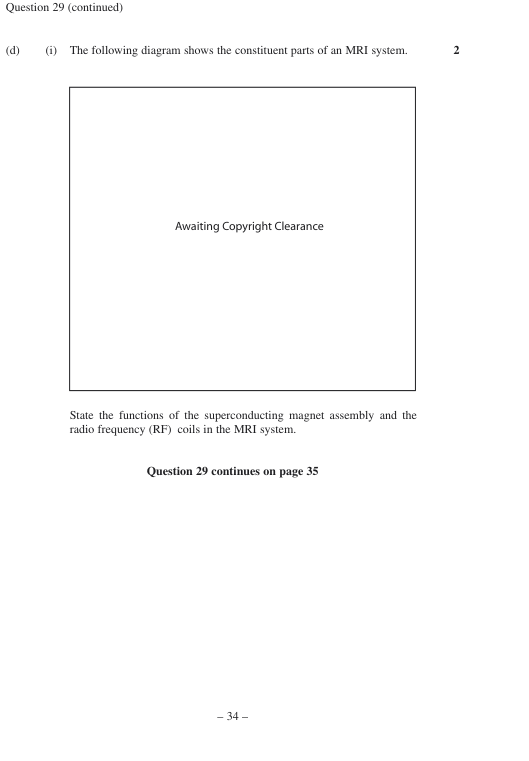 Question 29 (continued)
(d) (i) The following diagram shows the constituent parts of an MRI system. 2
Awaiting Copyright Clearance
State the functions of the superconducting magnet assembly and the
radio frequency (RF) coils in the MRI system.
Question 29 continues on page 35
– 34 –